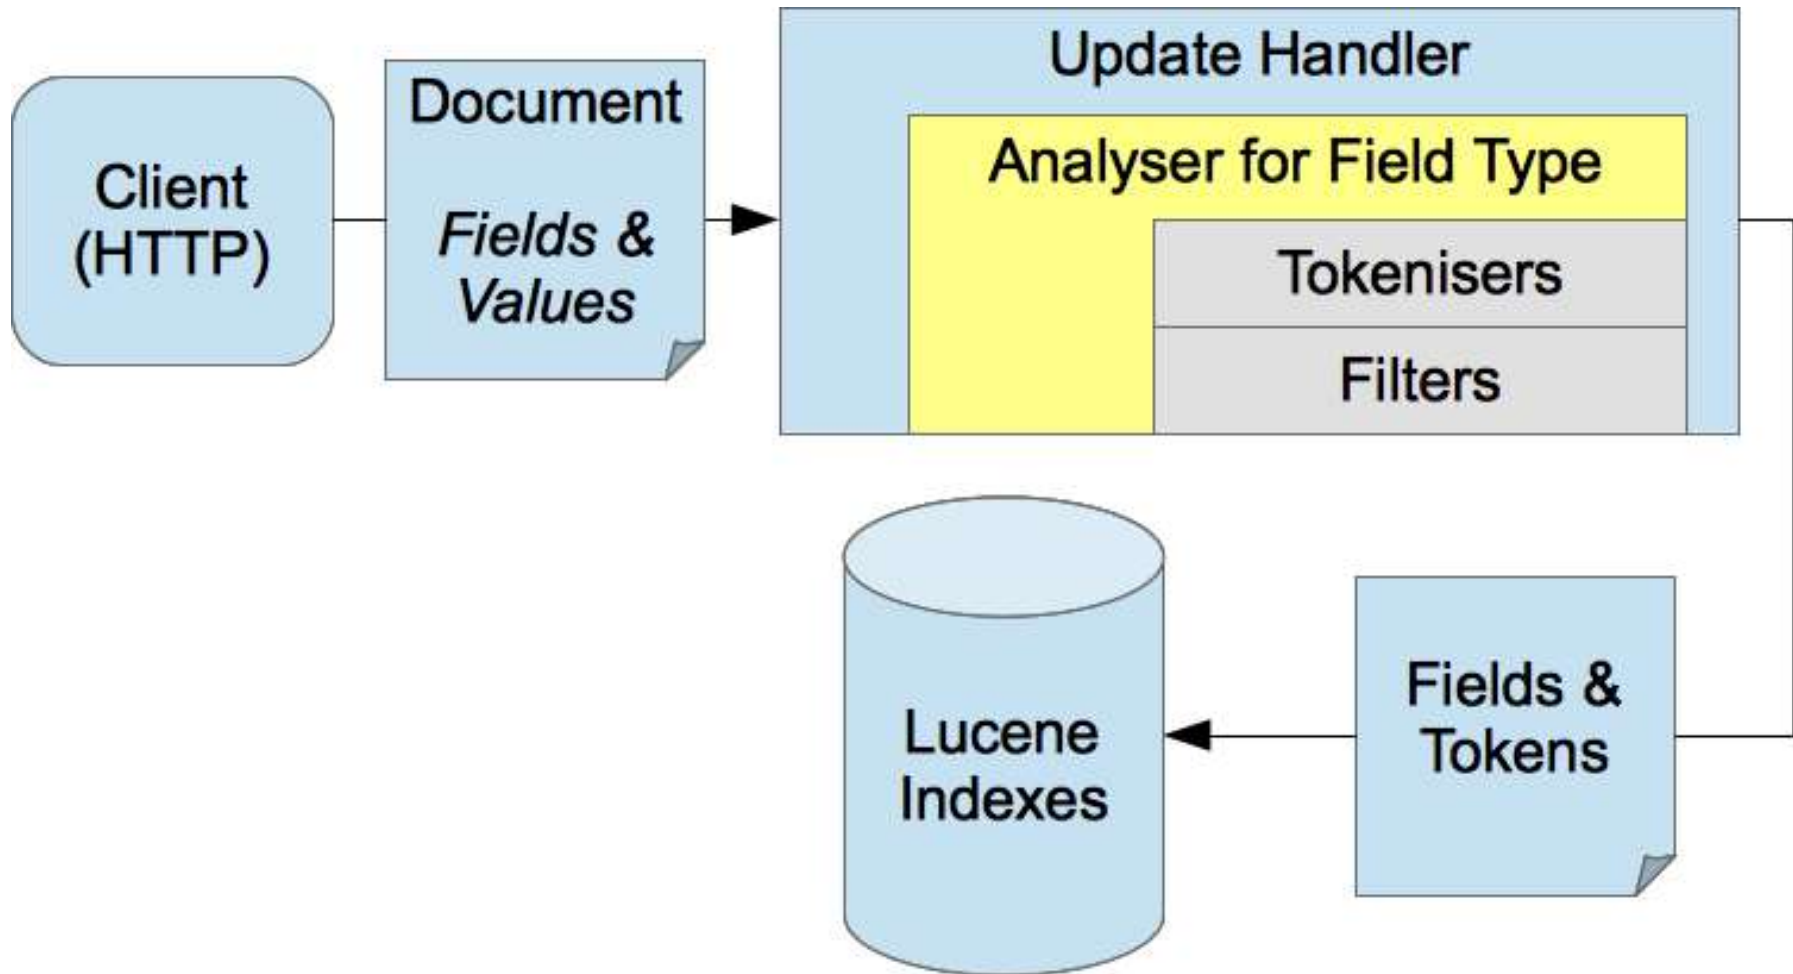 Client
(HTTP)
Document
Fields &
Values
Update Handler
Analyser for Field Type
Tokenisers
Filters
Lucene
Indexes
Fields &
Tokens